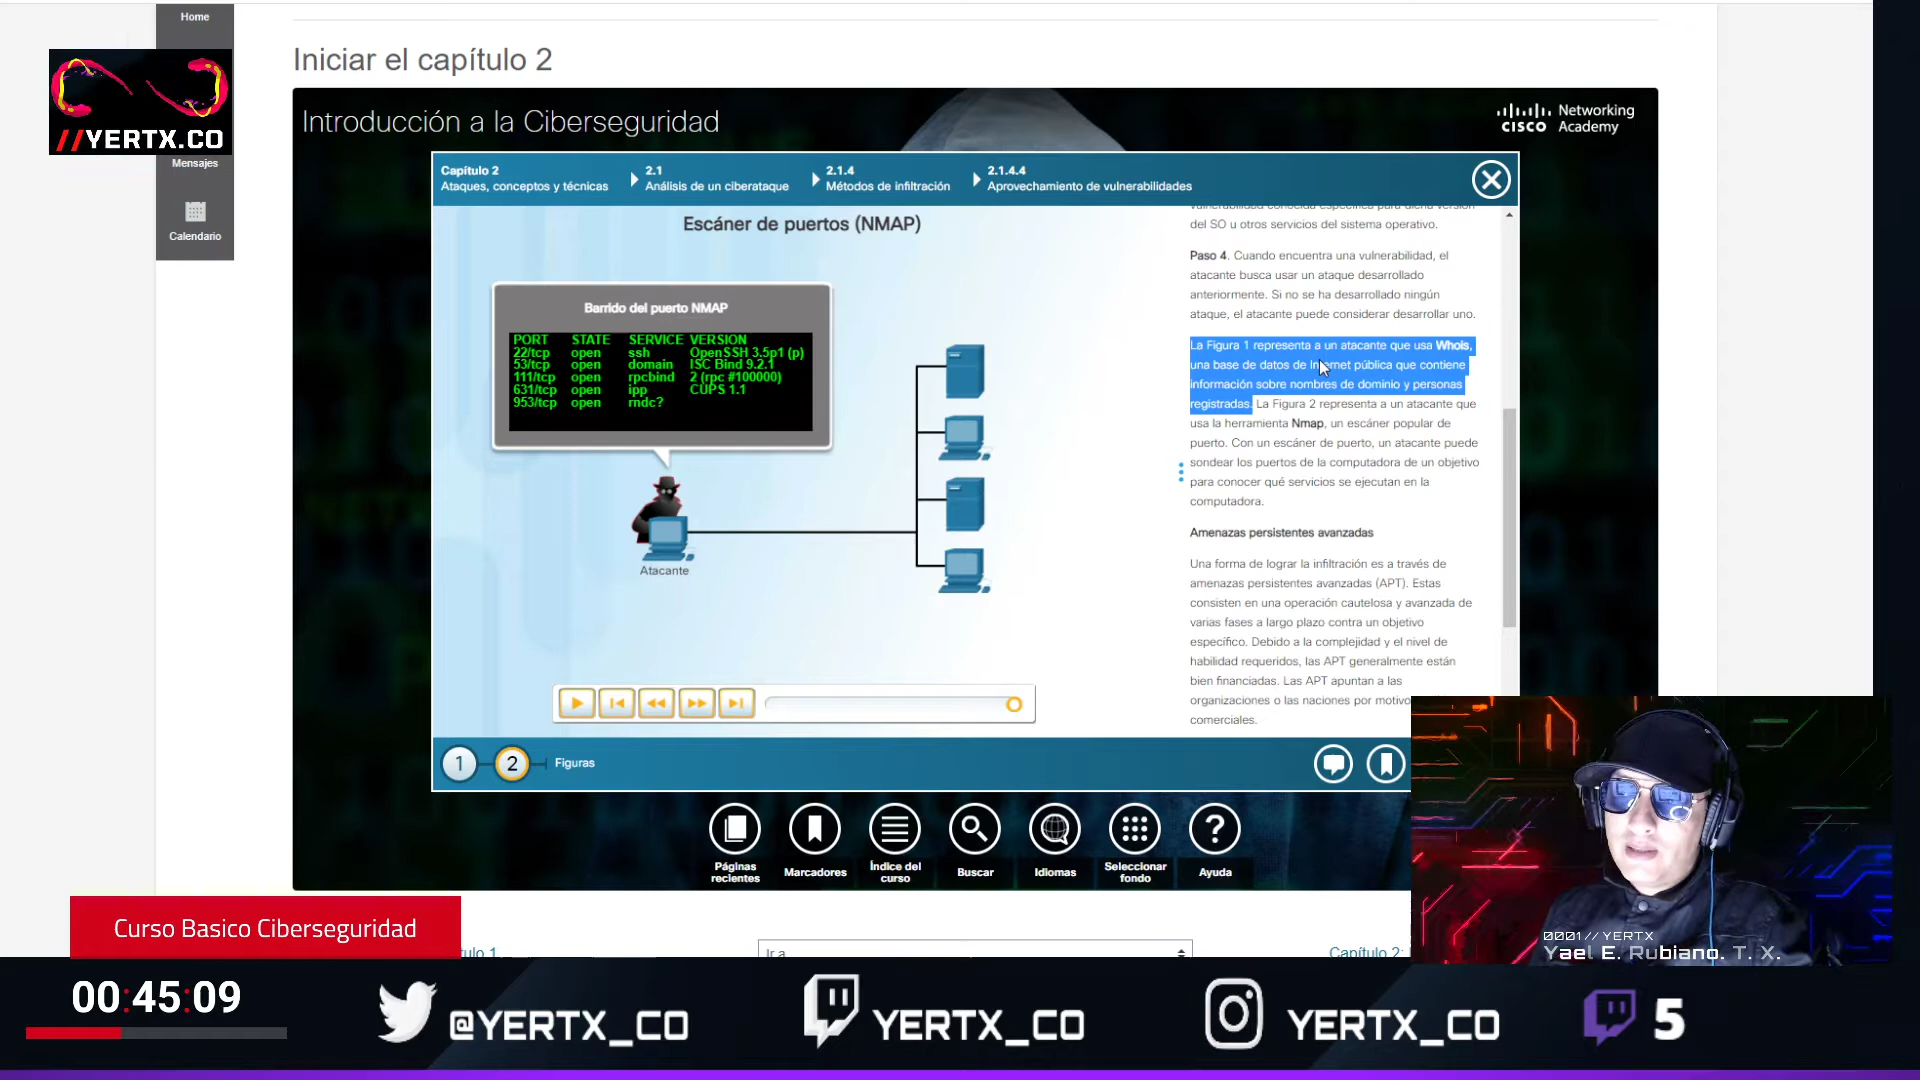 Home
Iniciar el capítulo 2
//YERTX.CO
Mensajes
Calendario
Introducción a la Ciberseguridad
Networking
CISCO Academy
Capítulo 2
Ataques, conceptos y técnicas
2.1
Análisis de un ciberataque
2.1.4
Métodos de infiltración
2.1.4.4
Aprovechamiento de vulnerabilidades
Escáner de puertos (NMAP)
Barrido del puerto NMAP
PORT STATE SERVICE VERSION
22/tcp open ssh OpenSSH 3.5p1 (p)
53/tcp open domain ISC Bind 9.2.1
111/tcp open rpcbind 2 (rpc #100000)
631/tcp open ipp CUPS 1.1
953/tcp open rndc?
Atacante
vulnerabilidad conocida específica para dicha versión
del SO u otros servicios del sistema operativo.
Paso 4. Cuando encuentra una vulnerabilidad, el
atacante busca usar un ataque desarrollado
anteriormente. Si no se ha desarrollado ningún
ataque, el atacante puede considerar desarrollar uno.
La Figura 1 representa a un atacante que usa Whois,
una base de datos de Internet pública que contiene
información sobre nombres de dominio y personas
registradas. La Figura 2 representa a un atacante que
usa la herramienta Nmap, un escáner popular de
puerto. Con un escáner de puerto, un atacante puede
sondear los puertos de la computadora de un objetivo
para conocer qué servicios se ejecutan en la
computadora.
Amenazas persistentes avanzadas
Una forma de lograr la infiltración es a través de
amenazas persistentes avanzadas (APT). Estas
consisten en una operación cautelosa y avanzada de
varias fases a largo plazo contra un objetivo
específico. Debido a la complejidad y el nivel de
habilidad requeridos, las APT generalmente están
bien financiadas. Las APT apuntan a las
organizaciones o las naciones por motivo
comerciales.
1 2 Figuras
Páginas recientes
Marcadores
Índice del curso
Buscar
Idiomas
Seleccionar fondo
Ayuda
Curso Basico Ciberseguridad
tulo 1
Ir a
Capítulo 2:
0001 // YERTX
Yael E. Rubiano. T. X.
00:45:09
@YERTX_CO
YERTX_CO
YERTX_CO
5